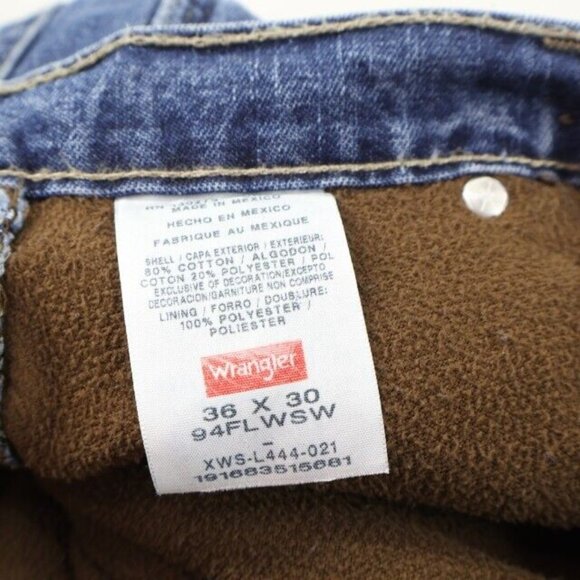 MADE IN MEXICO
HECHO EN MEXICO
FABRIQUE AU MEXIQUE
SHELL / CAPA EXTERIOR / EXTERIEUR:
80% COTTON / ALGODON /
COTON 20% POLYESTER / POL
EXCLUSIVE OF DECORATION/EXCEPTO
DECORACION/GARNITURE NON COMPRISE
LINING / FORRO / DOUBLURE:
100% POLYESTER /
POLIESTER
Wrangler
36 X 30
94FLWSW
-
XWS-L444-021
191683515681